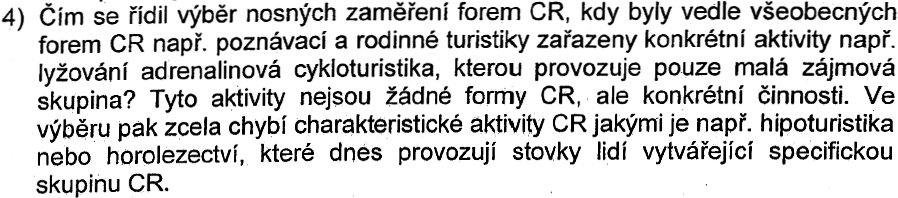 4) Čím se řídil výběr nosných zaměření forem CR, kdy byly vedle všeobecných
forem CR např. poznávací a rodinné turistiky zařazeny konkrétní aktivity např.
lyžování adrenalinová cykloturistika, kterou provozuje pouze malá zájmová
skupina? Tyto aktivity nejsou žádné formy CR, ale konkrétní činnosti. Ve
výběru pak zcela chybí charakteristické aktivity CR jakými je např. hipoturistika
nebo horolezectví, které dnes provozují stovky lidí vytvářející specifickou
skupinu CR.